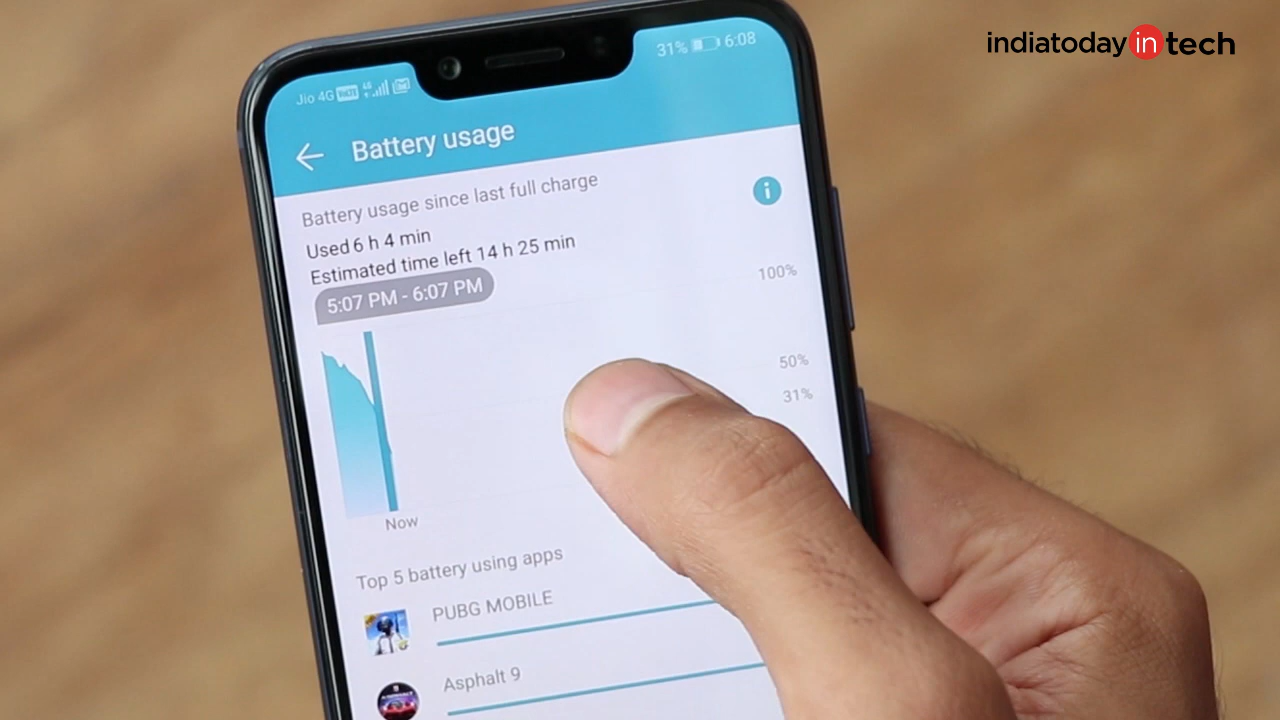 indiatoday in tech
Jio 4G HD1 4G
31% 6:08
Battery usage
Battery usage since last full charge
Used 6 h 4 min
Estimated time left 14 h 25 min
5:07 PM - 6:07 PM
100%
50%
31%
Now
Top 5 battery using apps
PUBG MOBILE
Asphalt 9